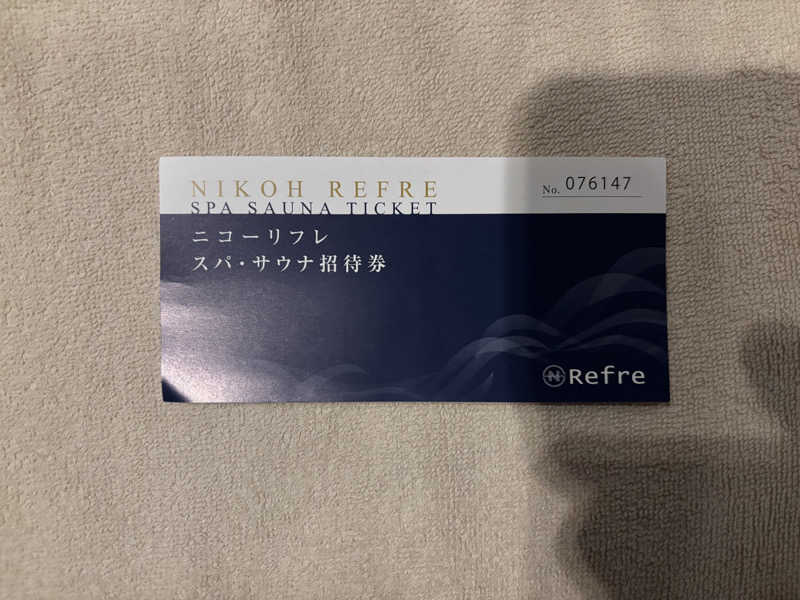 NIKOH REFRE
SPA SAUNA TICKET
No. 076147
ニコーリフレ
スパ・サウナ招待券
Refre